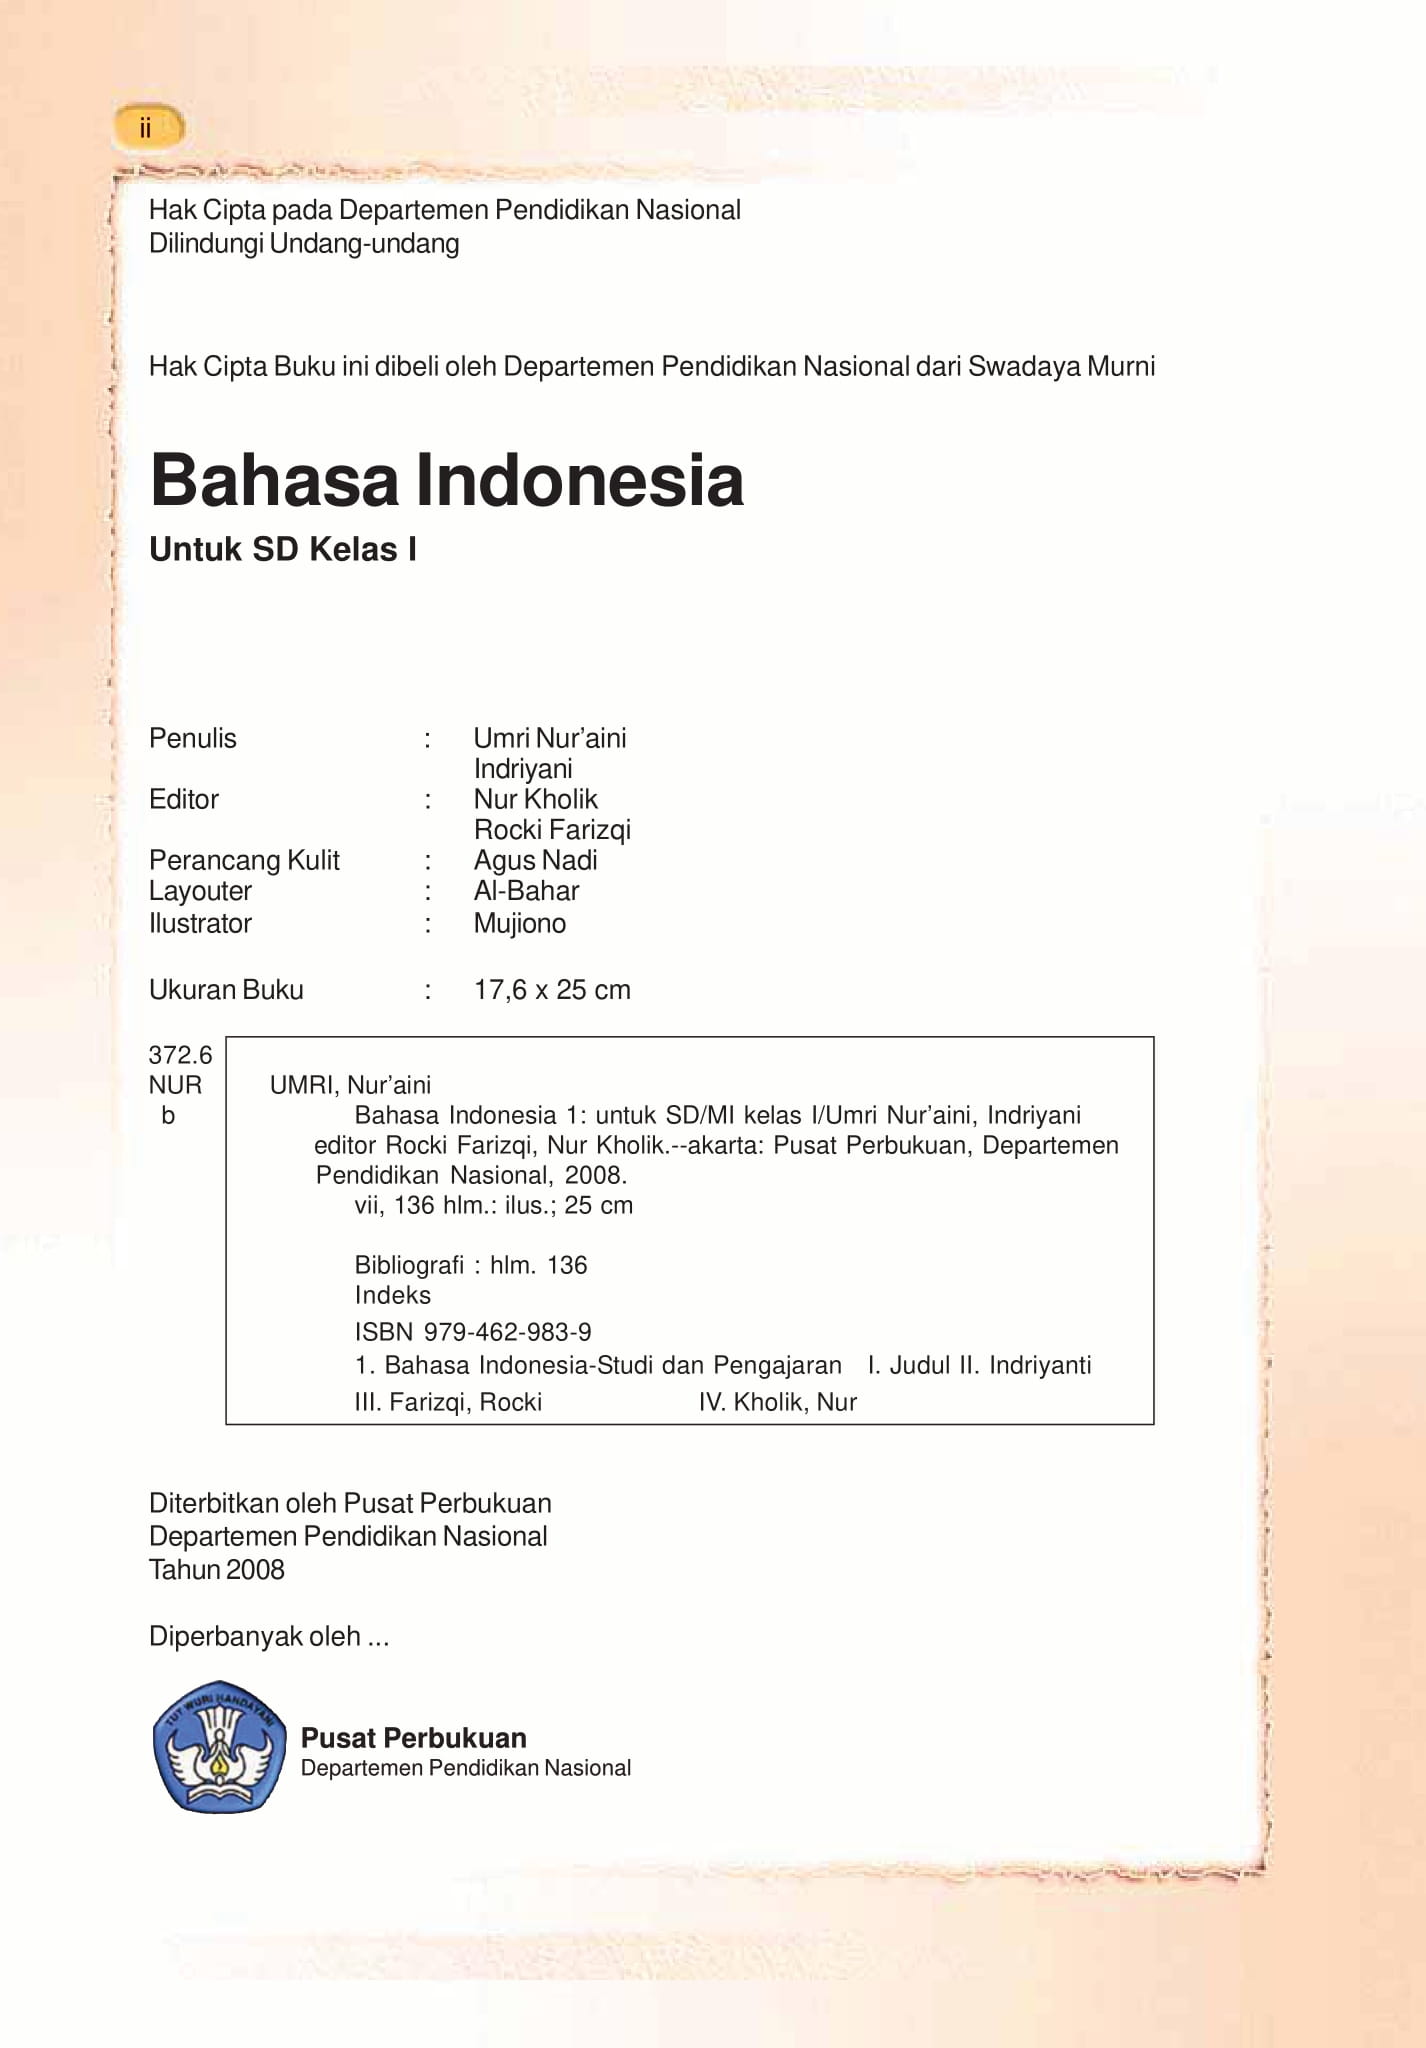 ii
Hak Cipta pada Departemen Pendidikan Nasional
Dilindungi Undang-undang
Hak Cipta Buku ini dibeli oleh Departemen Pendidikan Nasional dari Swadaya Murni
Bahasa Indonesia
Untuk SD Kelas I
Penulis : Umri Nur’aini
Indriyani
Editor : Nur Kholik
Rocki Farizqi
Perancang Kulit : Agus Nadi
Layouter : Al-Bahar
Ilustrator : Mujiono
Ukuran Buku : 17,6 x 25 cm
372.6
NUR UMRI, Nur’aini
b Bahasa Indonesia 1: untuk SD/MI kelas I/Umri Nur’aini, Indriyani
editor Rocki Farizqi, Nur Kholik.--akarta: Pusat Perbukuan, Departemen
Pendidikan Nasional, 2008.
vii, 136 hlm.: ilus.; 25 cm
Bibliografi : hlm. 136
Indeks
ISBN 979-462-983-9
1. Bahasa Indonesia-Studi dan Pengajaran I. Judul II. Indriyanti
III. Farizqi, Rocki IV. Kholik, Nur
Diterbitkan oleh Pusat Perbukuan
Departemen Pendidikan Nasional
Tahun 2008
Diperbanyak oleh ...
TUT WURI HANDAYANI
Pusat Perbukuan
Departemen Pendidikan Nasional